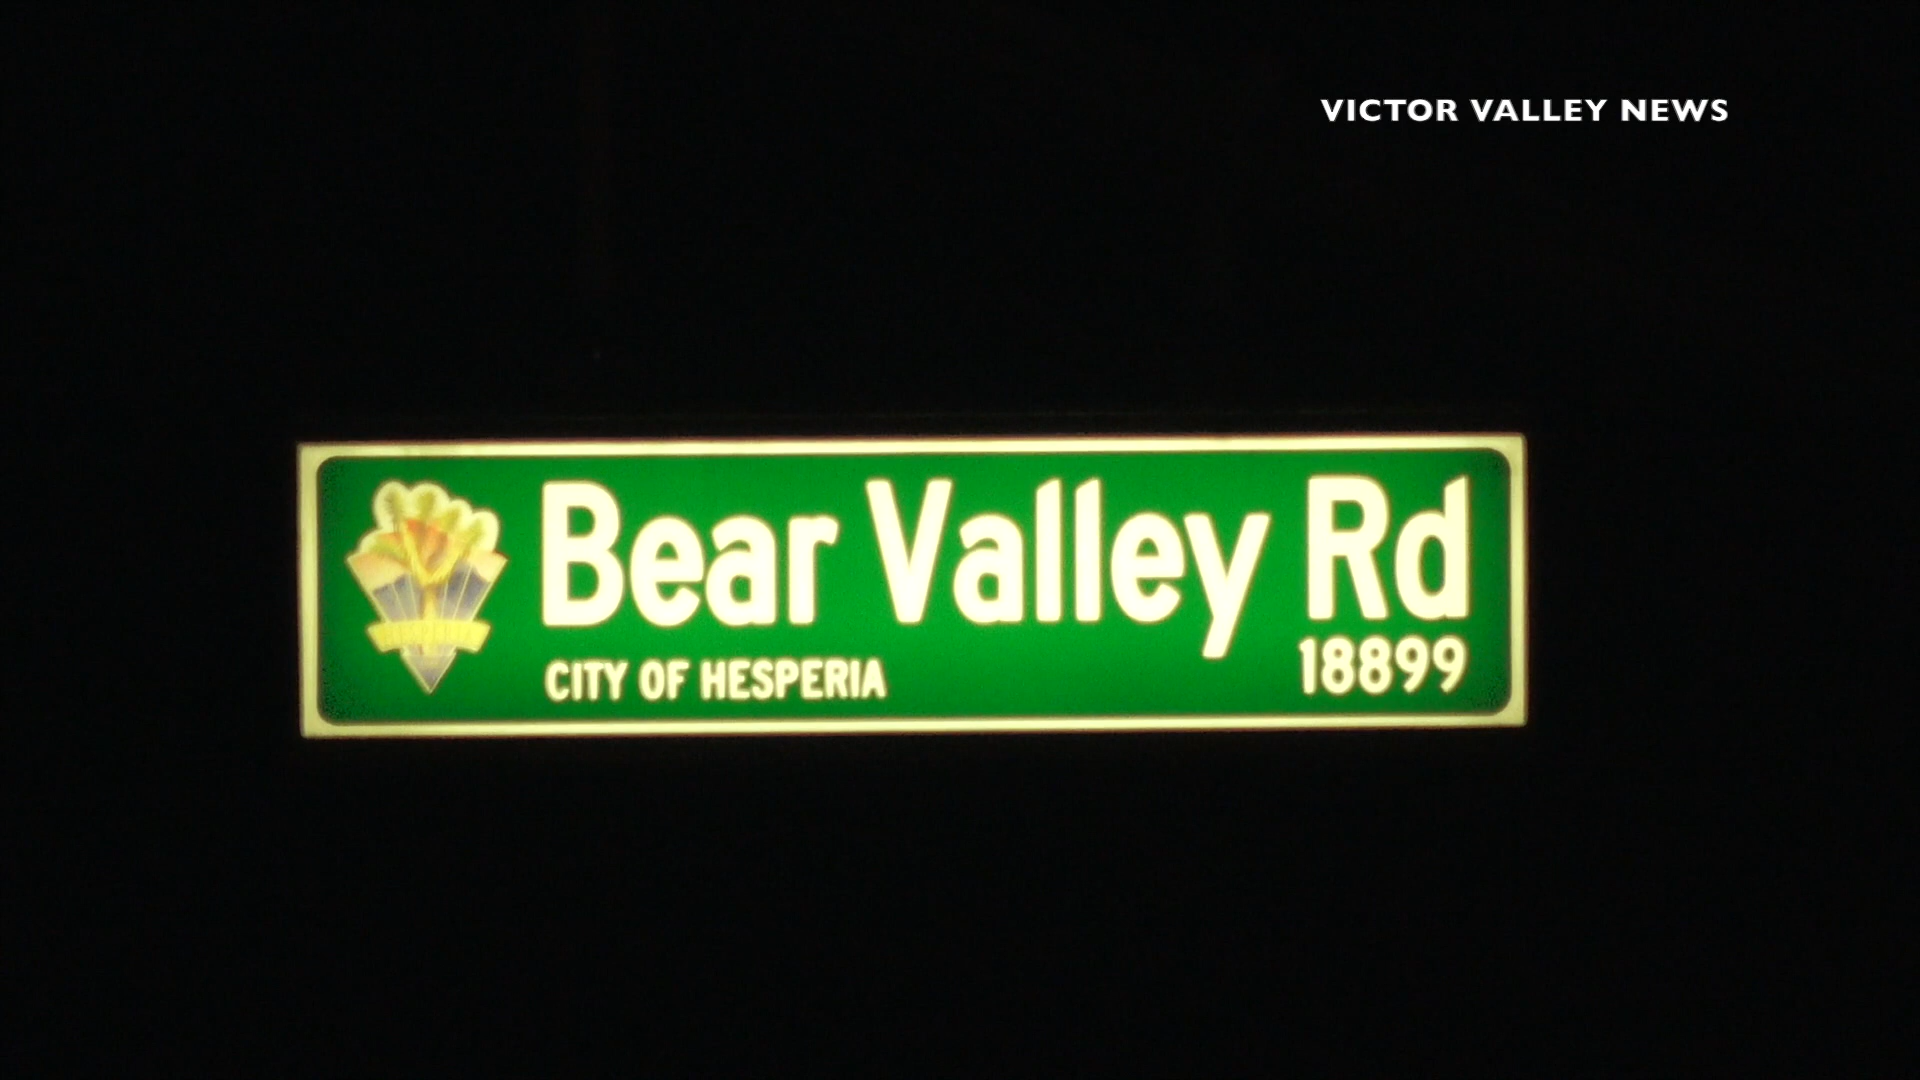 VICTOR VALLEY NEWS
Bear Valley Rd
CITY OF HESPERIA
18899